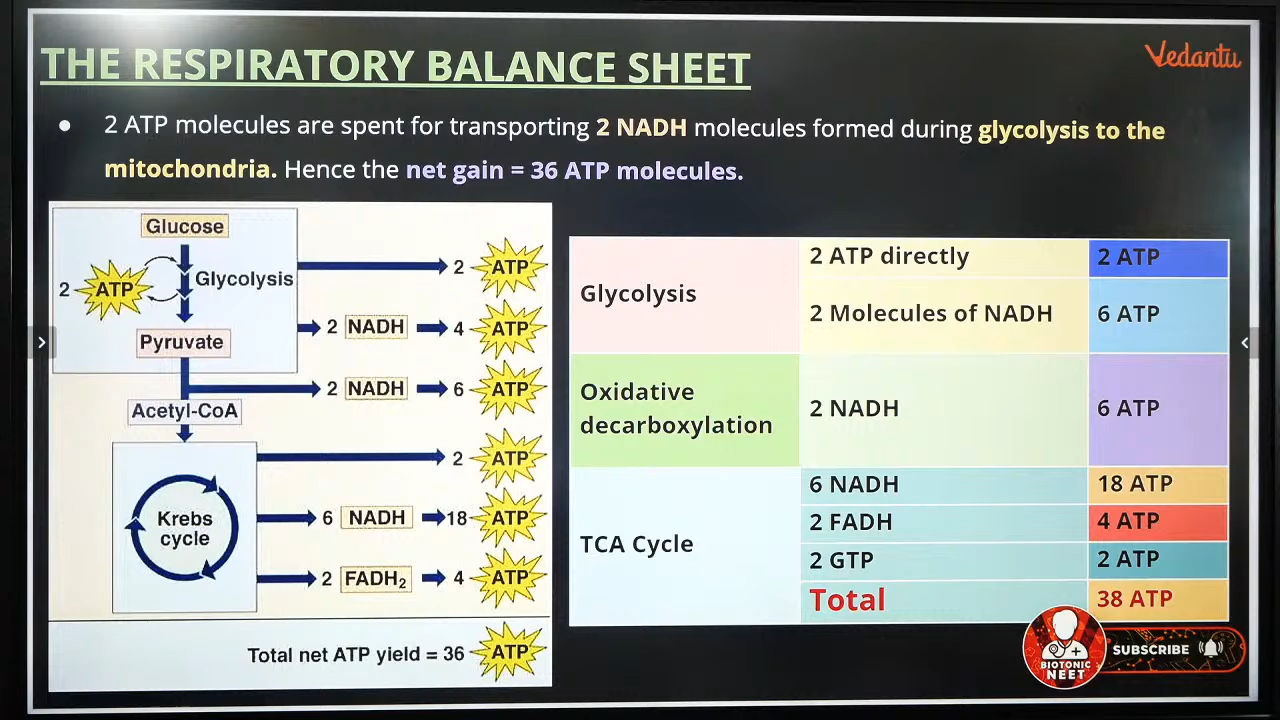 THE RESPIRATORY BALANCE SHEET
Vedantu
● 2 ATP molecules are spent for transporting 2 NADH molecules formed during glycolysis to the
mitochondria. Hence the net gain = 36 ATP molecules.
Glucose
2 ATP
Glycolysis
2 ATP
2 NADH 4 ATP
Pyruvate
2 NADH 6 ATP
Acetyl-CoA
2 ATP
Krebs
cycle
6 NADH 18 ATP
2 FADH₂ 4 ATP
Total net ATP yield = 36 ATP
Glycolysis
2 ATP directly 2 ATP
2 Molecules of NADH 6 ATP
Oxidative
decarboxylation
2 NADH 6 ATP
TCA Cycle
6 NADH 18 ATP
2 FADH 4 ATP
2 GTP 2 ATP
Total 38 ATP
BIOTONIC
NEET
SUBSCRIBE